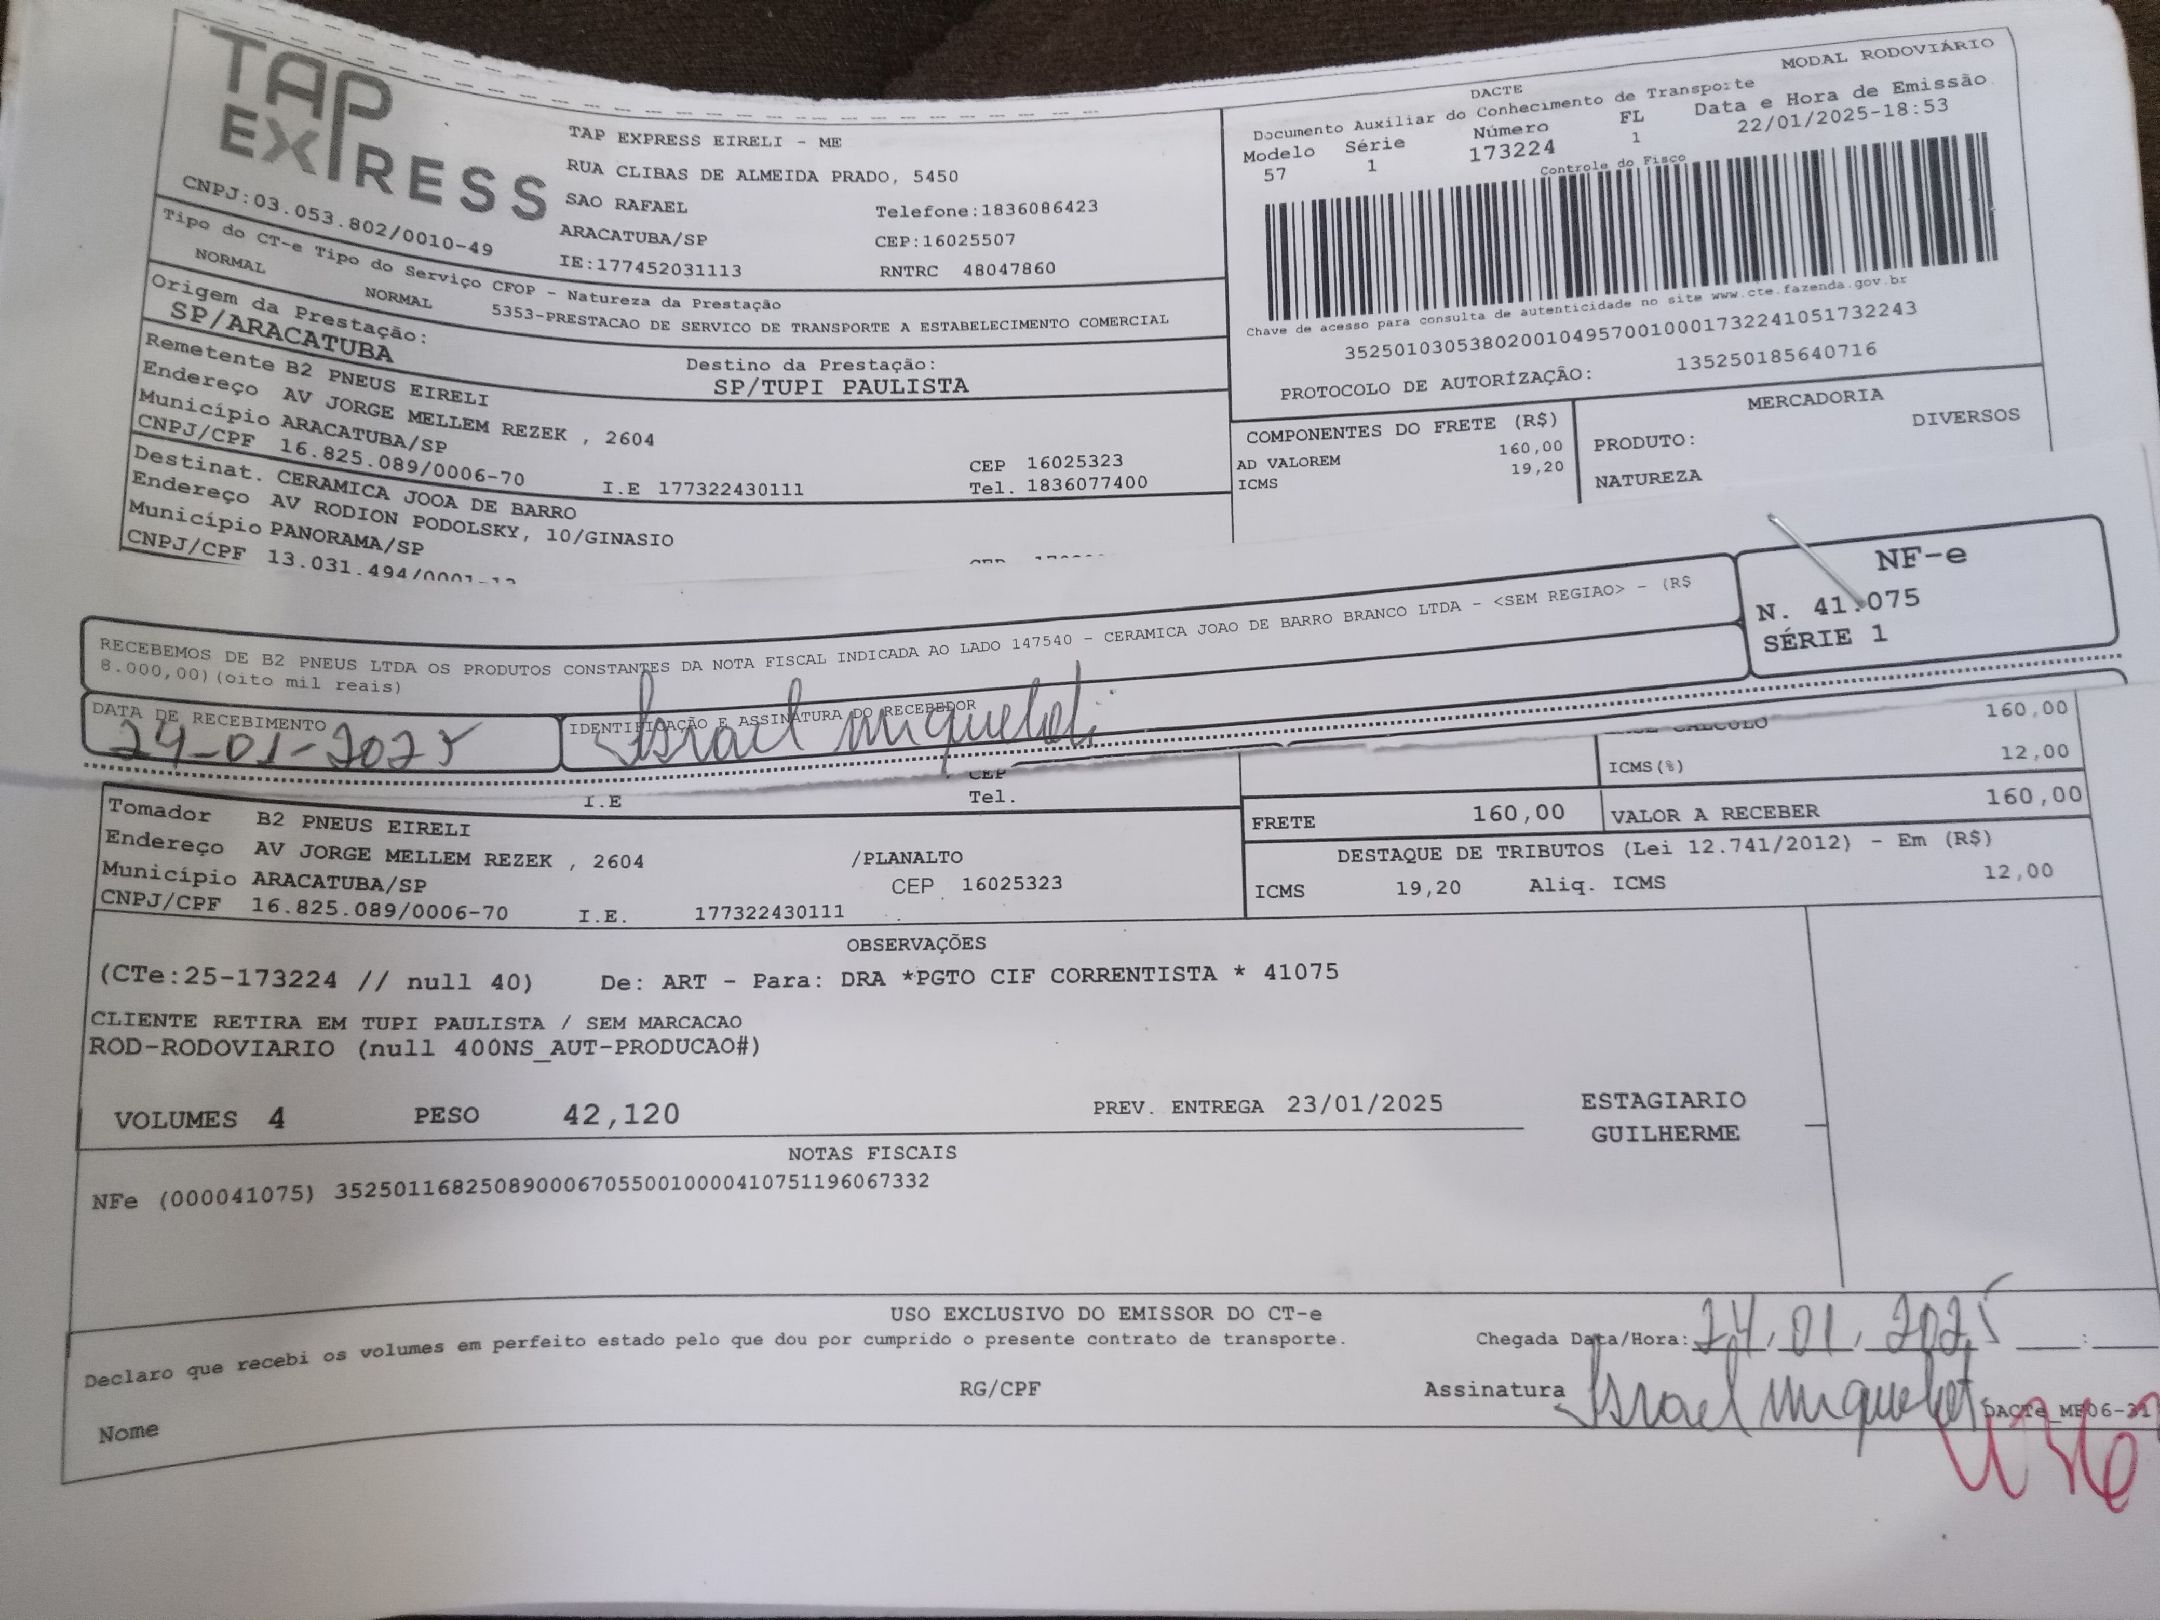 TAP
EXPRESS
CNPJ:03.053.802/0010-49
TAP EXPRESS EIRELI - ME
RUA CLIBAS DE ALMEIDA PRADO, 5450
SAO RAFAEL Telefone:1836086423
ARACATUBA/SP CEP:16025507
IE:177452031113 RNTRC 48047860
MODAL RODOVIÁRIO
DACTE
Documento Auxiliar do Conhecimento de Transporte
Modelo Série Número FL Data e Hora de Emissão
57 1 173224 1 22/01/2025-18:53
Controle do Fisco
Chave de acesso para consulta de autenticidade no site www.cte.fazenda.gov.br
35250103053802001049570010001732241051732243
PROTOCOLO DE AUTORIZAÇÃO: 135250185640716
Tipo do CT-e Tipo do Serviço CFOP - Natureza da Prestação
NORMAL NORMAL 5353-PRESTACAO DE SERVICO DE TRANSPORTE A ESTABELECIMENTO COMERCIAL
Origem da Prestação: Destino da Prestação:
SP/ARACATUBA SP/TUPI PAULISTA
Remetente B2 PNEUS EIRELI
Endereço AV JORGE MELLEM REZEK , 2604
Município ARACATUBA/SP CEP 16025323
CNPJ/CPF 16.825.089/0006-70 I.E 177322430111 Tel. 1836077400
Destinat. CERAMICA JOOA DE BARRO
Endereço AV RODION PODOLSKY, 10/GINASIO
Município PANORAMA/SP
CNPJ/CPF 13.031.494/0001-12
COMPONENTES DO FRETE (R$)
160,00
AD VALOREM 19,20
ICMS
MERCADORIA
PRODUTO: DIVERSOS
NATUREZA
RECEBEMOS DE B2 PNEUS LTDA OS PRODUTOS CONSTANTES DA NOTA FISCAL INDICADA AO LADO 147540 - CERAMICA JOAO DE BARRO BRANCO LTDA - <SEM REGIAO> - (R$
8.000,00)(oito mil reais)
NF-e
N. 41.075
SÉRIE 1
DATA DE RECEBIMENTO IDENTIFICAÇÃO E ASSINATURA DO RECEBEDOR
24-01-2025 Israel
CALCULO 160,00
ICMS(%) 12,00
CEP
I.E Tel.
FRETE 160,00 VALOR A RECEBER 160,00
DESTAQUE DE TRIBUTOS (Lei 12.741/2012) - Em (R$)
ICMS 19,20 Aliq. ICMS 12,00
Tomador B2 PNEUS EIRELI
Endereço AV JORGE MELLEM REZEK , 2604 /PLANALTO
Município ARACATUBA/SP CEP 16025323
CNPJ/CPF 16.825.089/0006-70 I.E. 177322430111
OBSERVAÇÕES
(CTe:25-173224 // null 40) De: ART - Para: DRA *PGTO CIF CORRENTISTA * 41075
CLIENTE RETIRA EM TUPI PAULISTA / SEM MARCACAO
ROD-RODOVIARIO (null 400NS_AUT-PRODUCAO#)
VOLUMES 4 PESO 42,120 PREV. ENTREGA 23/01/2025 ESTAGIARIO
GUILHERME
NOTAS FISCAIS
NFe (000041075) 35250116825089000670550010000410751196067332
USO EXCLUSIVO DO EMISSOR DO CT-e
Declaro que recebi os volumes em perfeito estado pelo que dou por cumprido o presente contrato de transporte.
Chegada Data/Hora: 24/01/2025 :
Nome RG/CPF Assinatura Israel
DACTe_ME06-31